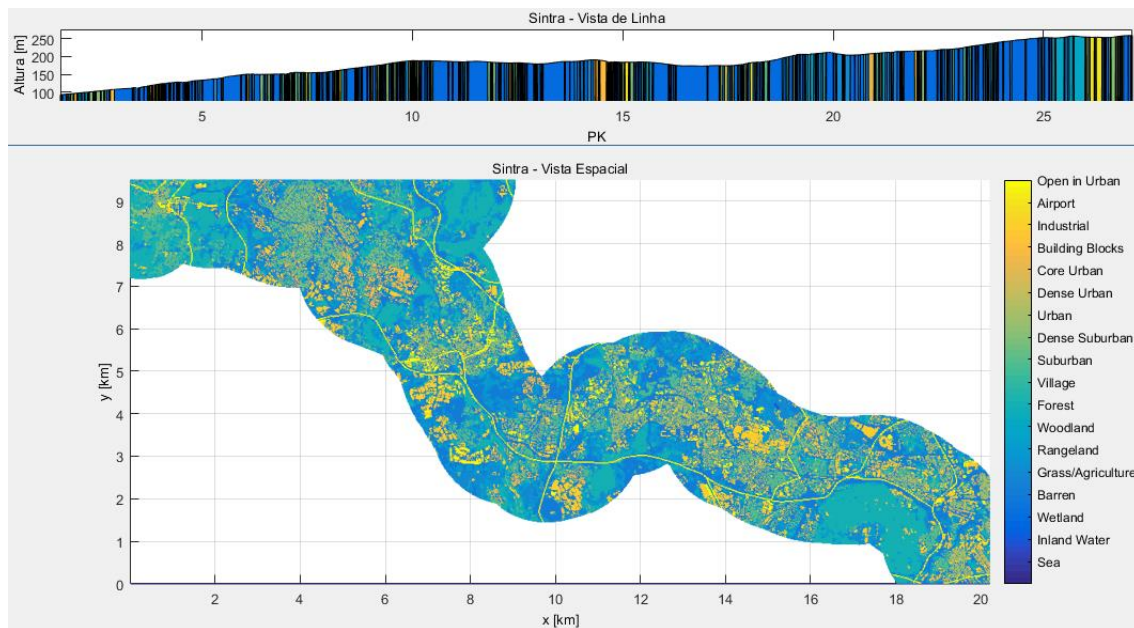 Sintra - Vista de Linha
Altura [m]
250
200
150
100
5 10 15 20 25
PK
Sintra - Vista Espacial
y [km]
9
8
7
6
5
4
3
2
1
0
2 4 6 8 10 12 14 16 18 20
x [km]
Open in Urban
Airport
Industrial
Building Blocks
Core Urban
Dense Urban
Urban
Dense Suburban
Suburban
Village
Forest
Woodland
Rangeland
Grass/Agriculture
Barren
Wetland
Inland Water
Sea